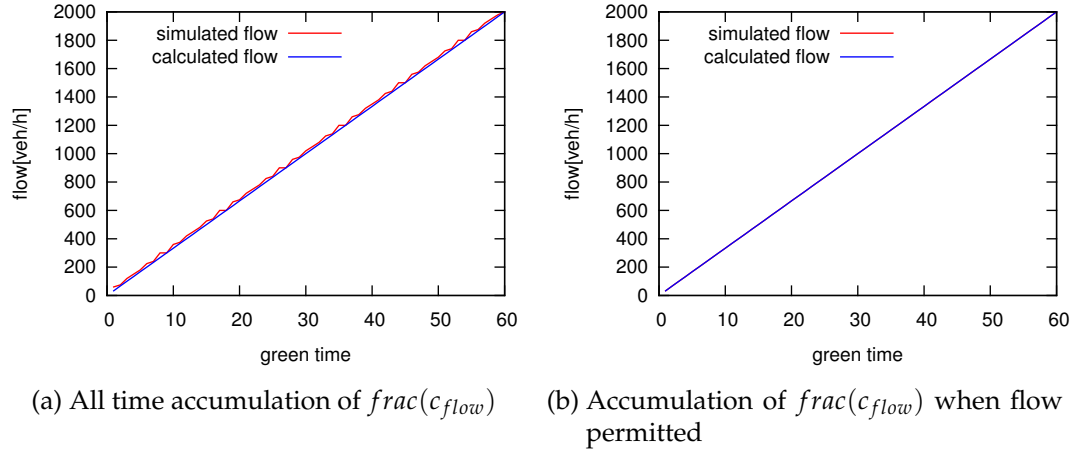 2000
1800
1600
1400
1200
1000
800
600
400
200
0
flow[veh/h]
simulated flow
calculated flow
0 10 20 30 40 50 60
green time
(a) All time accumulation of frac(c_flow)
2000
1800
1600
1400
1200
1000
800
600
400
200
0
flow[veh/h]
simulated flow
calculated flow
0 10 20 30 40 50 60
green time
(b) Accumulation of frac(c_flow) when flow
permitted